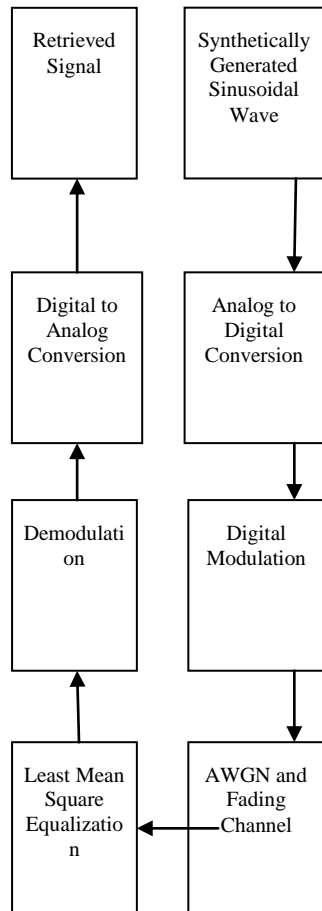 Retrieved
Signal
Synthetically
Generated
Sinusoidal
Wave
Digital to
Analog
Conversion
Analog to
Digital
Conversion
Demodulati
on
Digital
Modulation
Least Mean
Square
Equalizatio
n
AWGN and
Fading
Channel